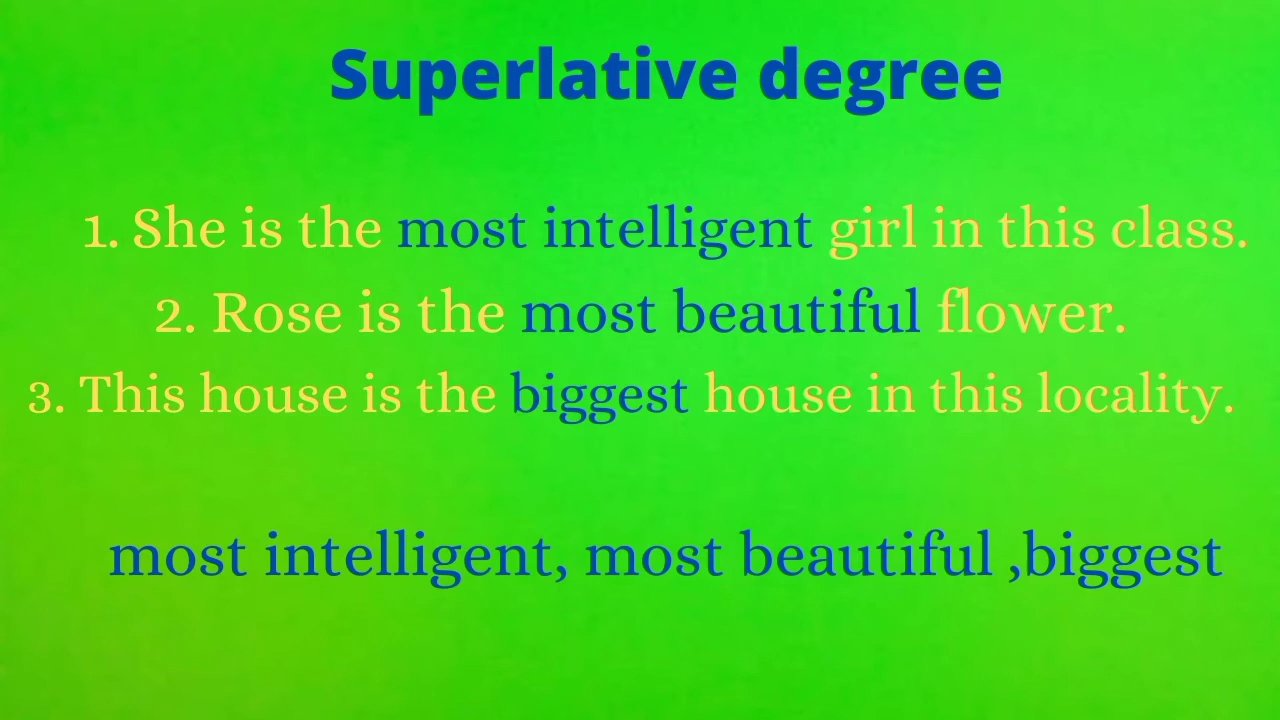 Superlative degree
1. She is the most intelligent girl in this class.
2. Rose is the most beautiful flower.
3. This house is the biggest house in this locality.
most intelligent, most beautiful ,biggest